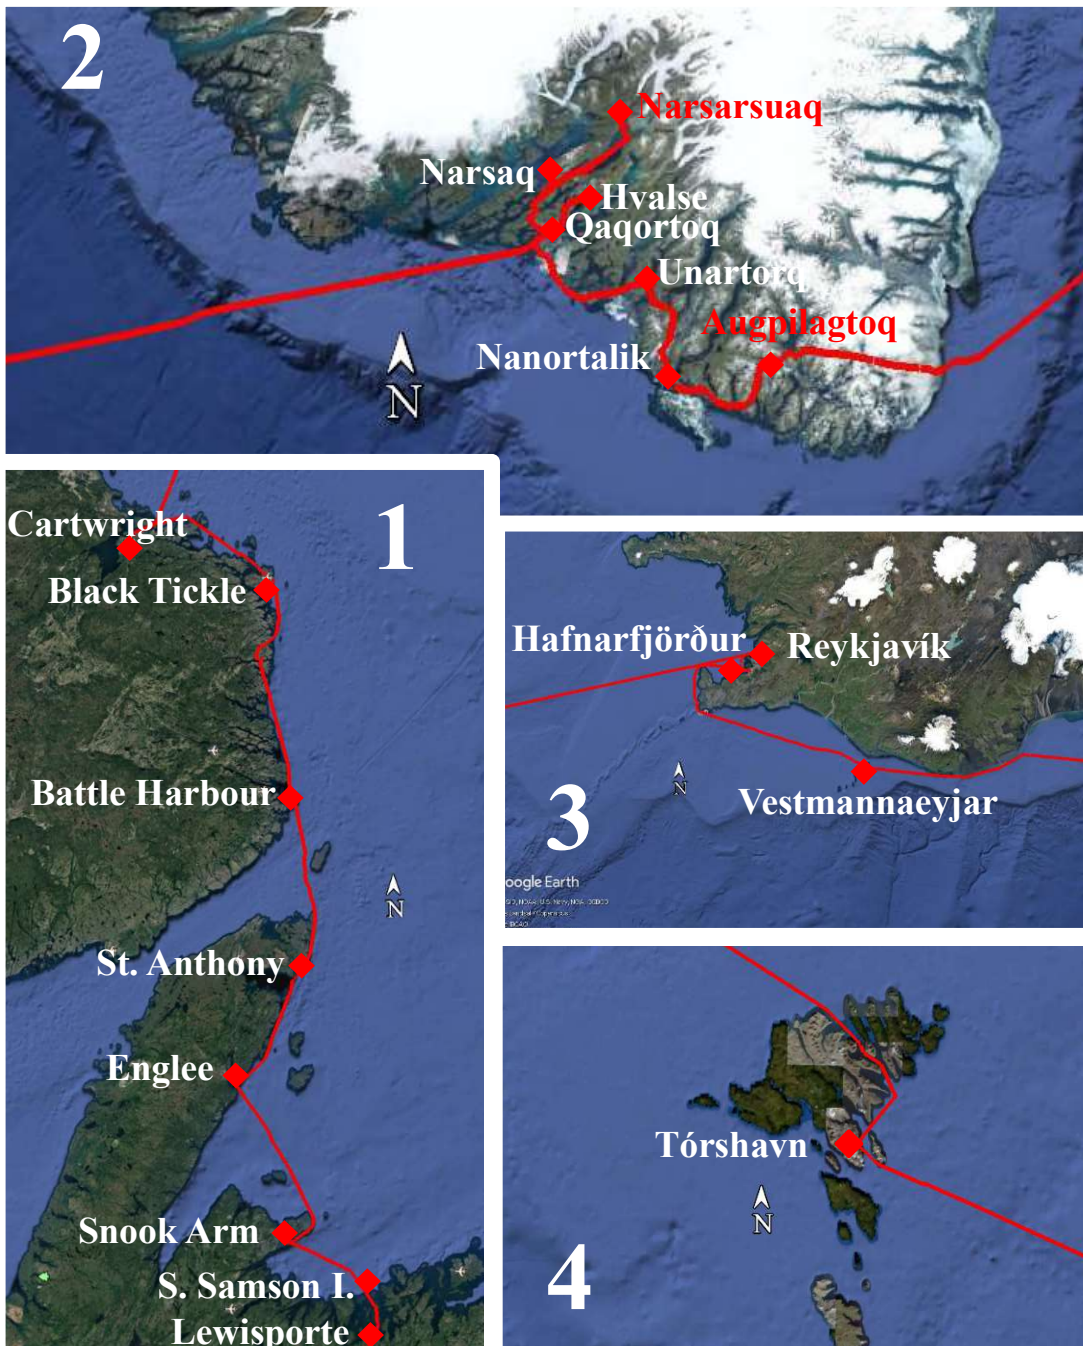 2
Narsarsuaq
Narsaq
Hvalse
Qaqortoq
Unartorq
Augpilagtoq
Nanortalik
N
1
Cartwright
Black Tickle
Battle Harbour
N
St. Anthony
Englee
Snook Arm
S. Samson I.
Lewisporte
Hafnarfjörður
Reykjavík
N
3
Vestmannaeyjar
oogle Earth
Tórshavn
N
4